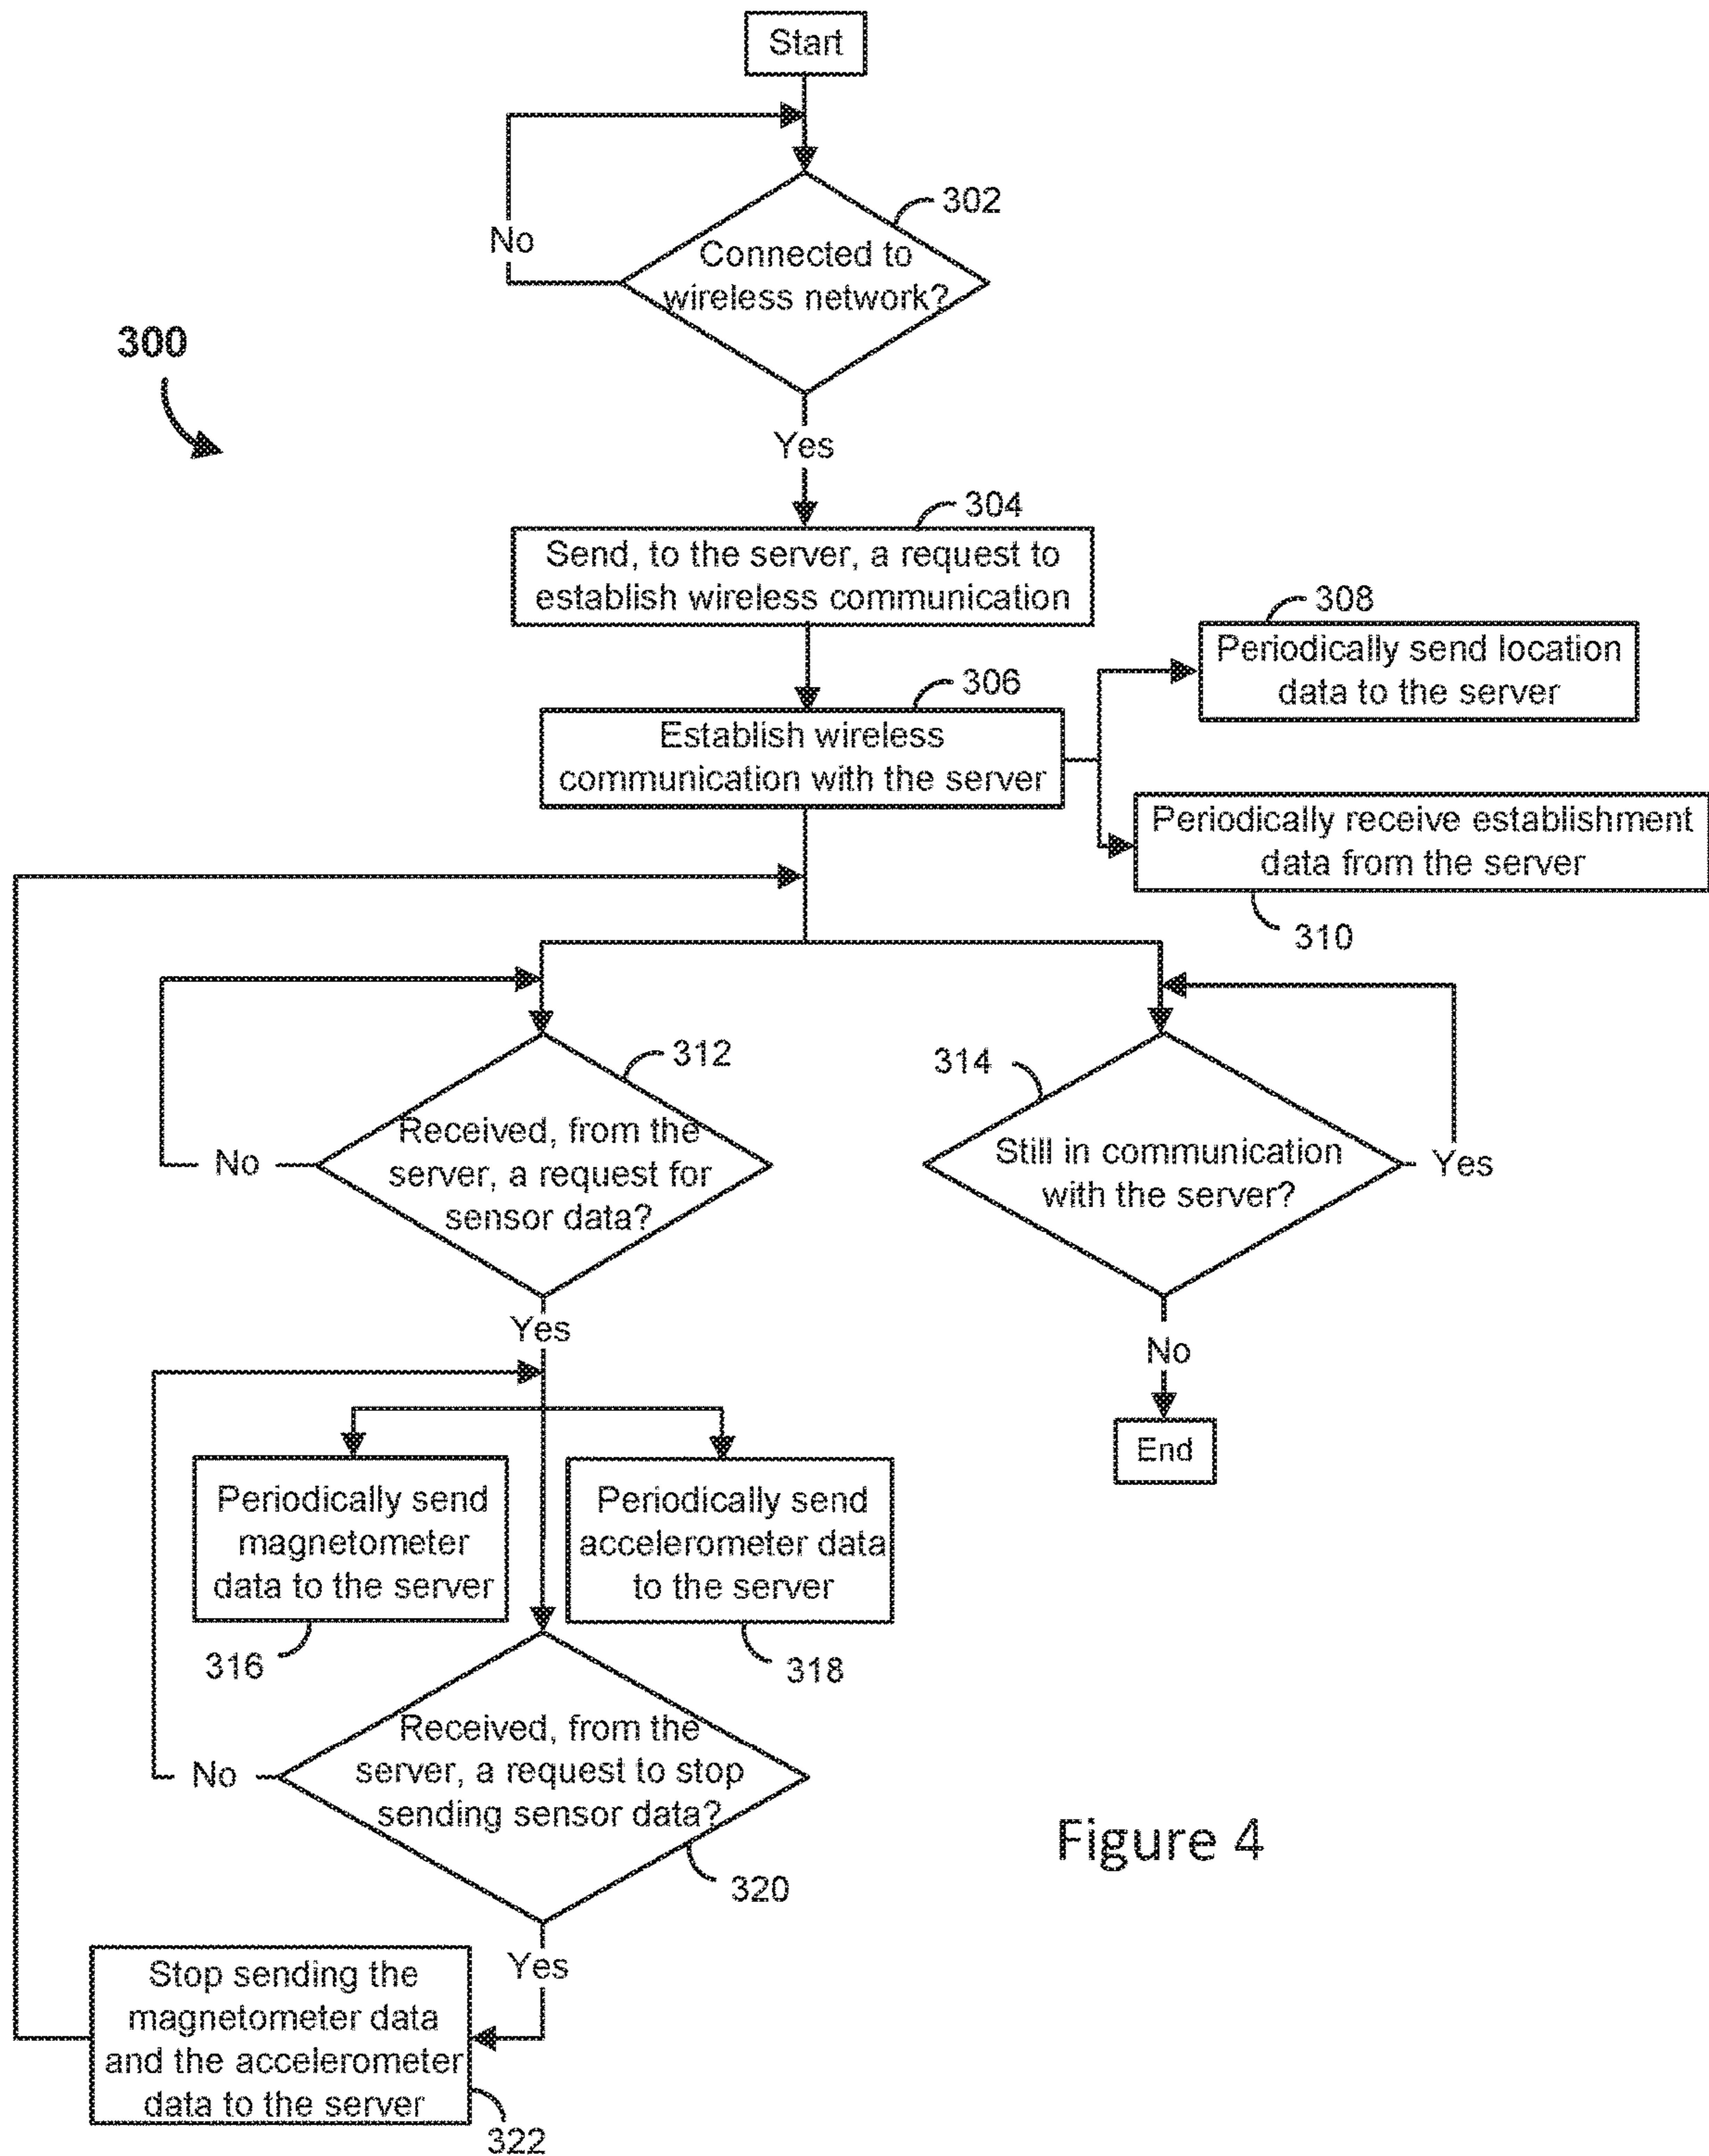 Start
302
No
Connected to
wireless network?
300
Yes
304
Send, to the server, a request to
establish wireless communication
308
Periodically send location
data to the server
306
Establish wireless
communication with the server
Periodically receive establishment
data from the server
310
312
314
Received, from the
server, a request for
sensor data?
No
Still in communication
with the server?
Yes
Yes
No
End
Periodically send
magnetometer
data to the server
Periodically send
accelerometer data
to the server
316
318
Received, from the
server, a request to stop
sending sensor data?
No
320
Figure 4
Yes
Stop sending the
magnetometer data
and the accelerometer
data to the server
322